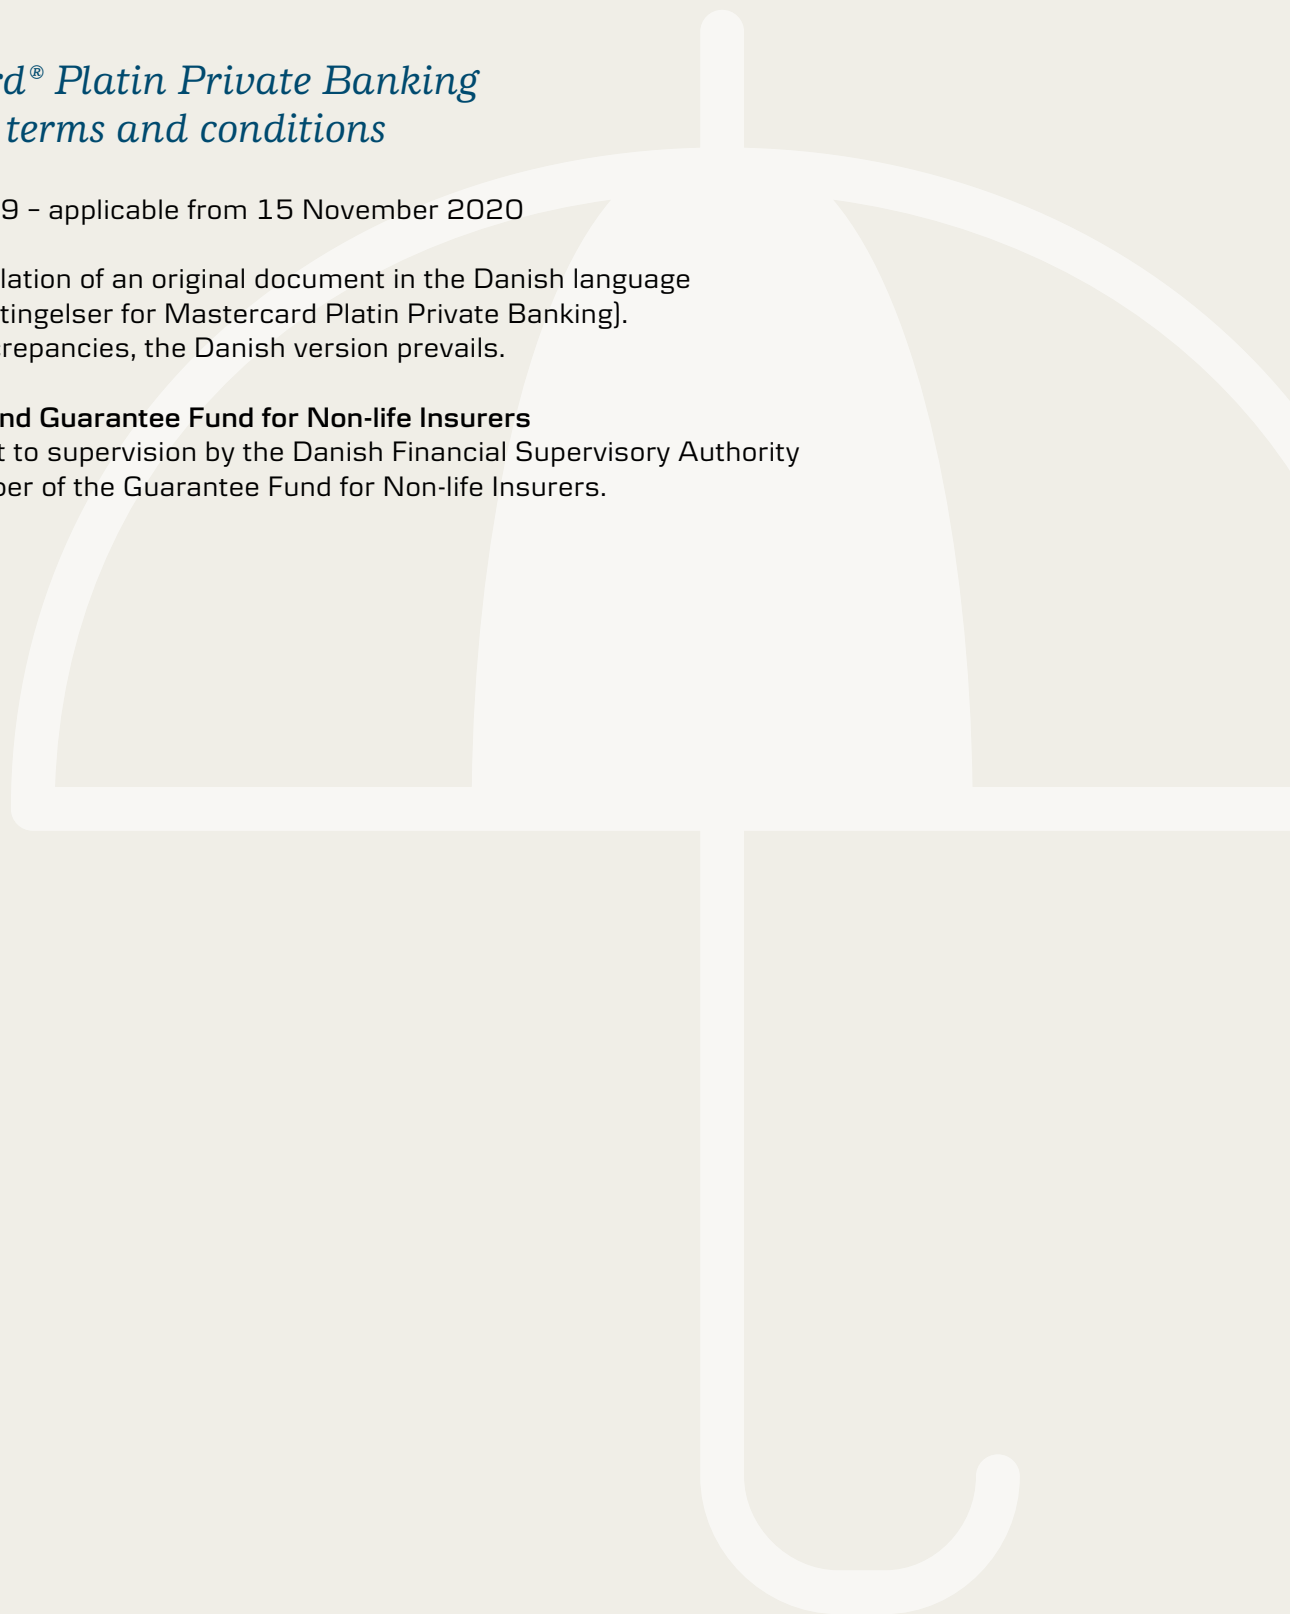 rd® Platin Private Banking
terms and conditions
9 – applicable from 15 November 2020
lation of an original document in the Danish language
tingelser for Mastercard Platin Private Banking).
repancies, the Danish version prevails.
nd Guarantee Fund for Non-life Insurers
t to supervision by the Danish Financial Supervisory Authority
ber of the Guarantee Fund for Non-life Insurers.